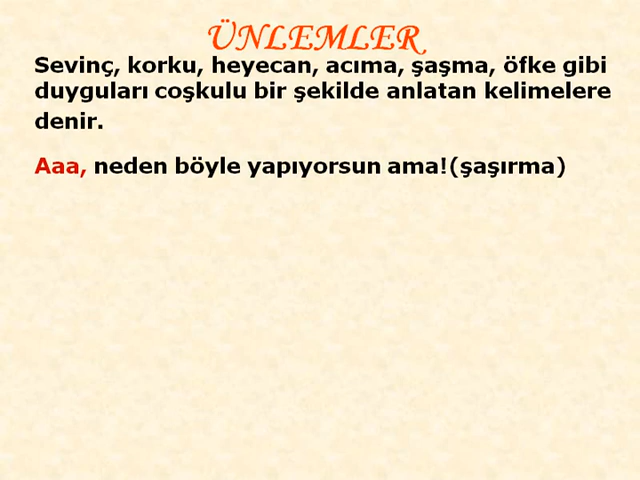 ÜNLEMLER
Sevinç, korku, heyecan, acıma, şaşma, öfke gibi
duyguları coşkulu bir şekilde anlatan kelimelere
denir.
Aaa, neden böyle yapıyorsun ama!(şaşırma)